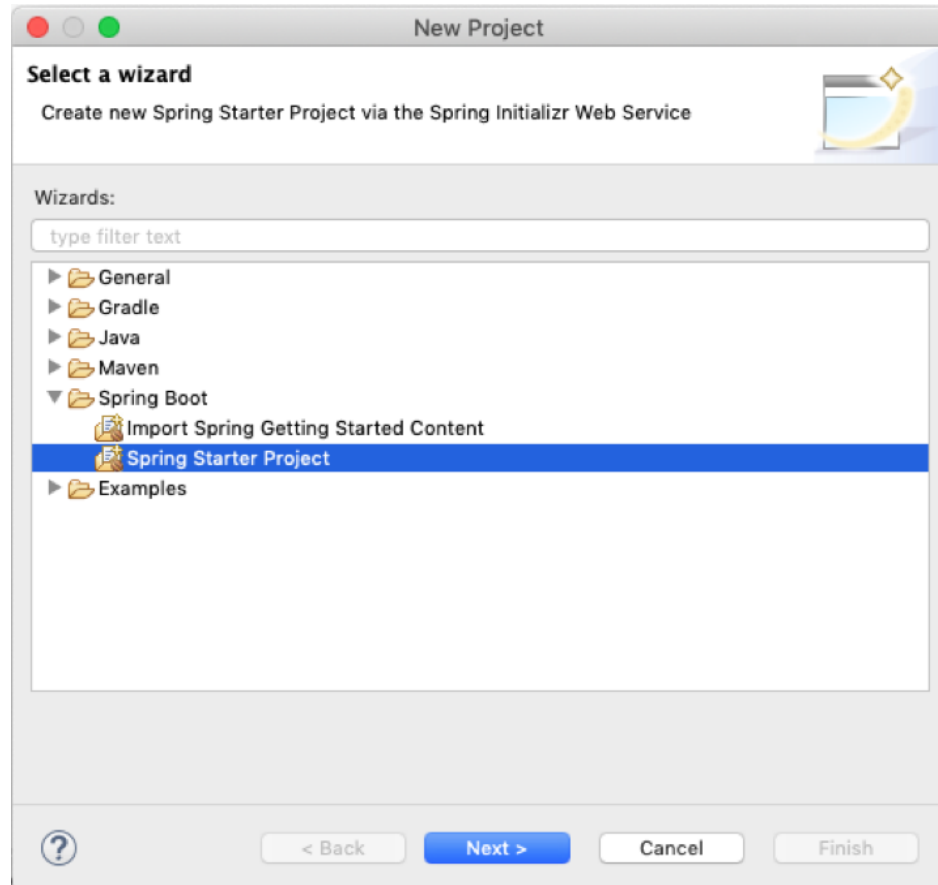 New Project
Select a wizard
Create new Spring Starter Project via the Spring Initializr Web Service
Wizards:
type filter text
General
Gradle
Java
Maven
Spring Boot
Import Spring Getting Started Content
Spring Starter Project
Examples
?
< Back Next > Cancel Finish